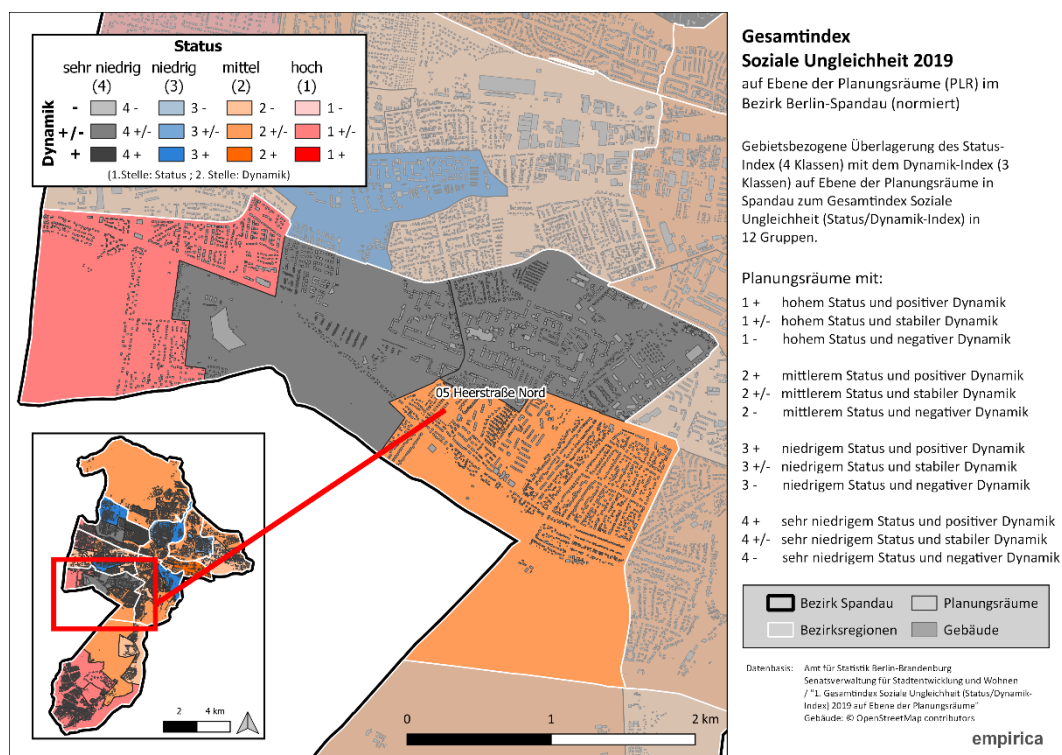 Status
sehr niedrig niedrig mittel hoch
(4) (3) (2) (1)
Dynamik
- 4 - 3 - 2 - 1 -
+/- 4 +/- 3 +/- 2 +/- 1 +/-
+ 4 + 3 + 2 + 1 +
(1.Stelle: Status ; 2. Stelle: Dynamik)
05 Heerstraße Nord
2 4 km
0 1 2 km
Gesamtindex
Soziale Ungleichheit 2019
auf Ebene der Planungsräume (PLR) im
Bezirk Berlin-Spandau (normiert)
Gebietsbezogene Überlagerung des Status-
Index (4 Klassen) mit dem Dynamik-Index (3
Klassen) auf Ebene der Planungsräume in
Spandau zum Gesamtindex Soziale
Ungleichheit (Status/Dynamik-Index) in
12 Gruppen.
Planungsräume mit:
1 + hohem Status und positiver Dynamik
1 +/- hohem Status und stabiler Dynamik
1 - hohem Status und negativer Dynamik
2 + mittlerem Status und positiver Dynamik
2 +/- mittlerem Status und stabiler Dynamik
2 - mittlerem Status und negativer Dynamik
3 + niedrigem Status und positiver Dynamik
3 +/- niedrigem Status und stabiler Dynamik
3 - niedrigem Status und negativer Dynamik
4 + sehr niedrigem Status und positiver Dynamik
4 +/- sehr niedrigem Status und stabiler Dynamik
4 - sehr niedrigem Status und negativer Dynamik
Bezirk Spandau Planungsräume
Bezirksregionen Gebäude
Datenbasis: Amt für Statistik Berlin-Brandenburg
Senatsverwaltung für Stadtentwicklung und Wohnen
/ "1. Gesamtindex Soziale Ungleichheit (Status/Dynamik-
Index) 2019 auf Ebene der Planungsräume"
Gebäude: © OpenStreetMap contributors
empirica